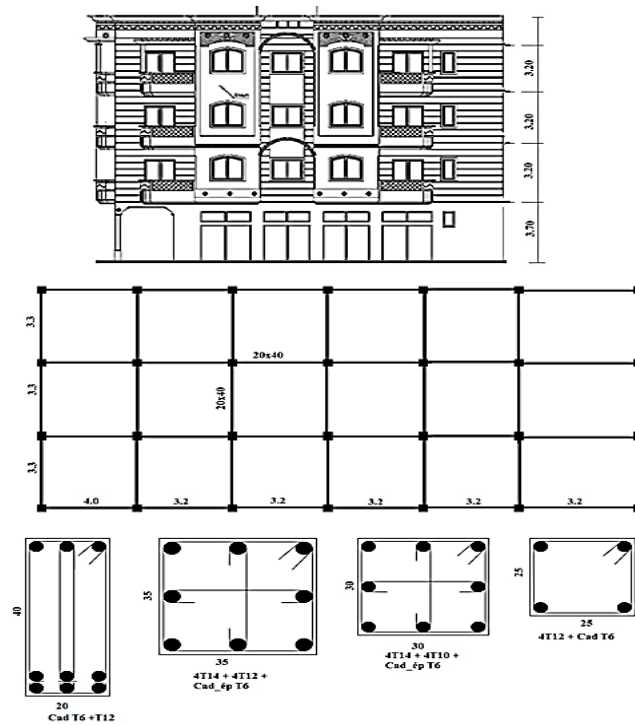 3.20
3.20
3.20
3.70
3.3
20x40
3.3
20x40
3.3
4.0 3.2 3.2 3.2 3.2 3.2
40
20
Cad T6 +T12
35
35
4T14 + 4T12 +
Cad_ép T6
30
30
4T14 + 4T10 +
Cad_ép T6
25
25
4T12 + Cad T6